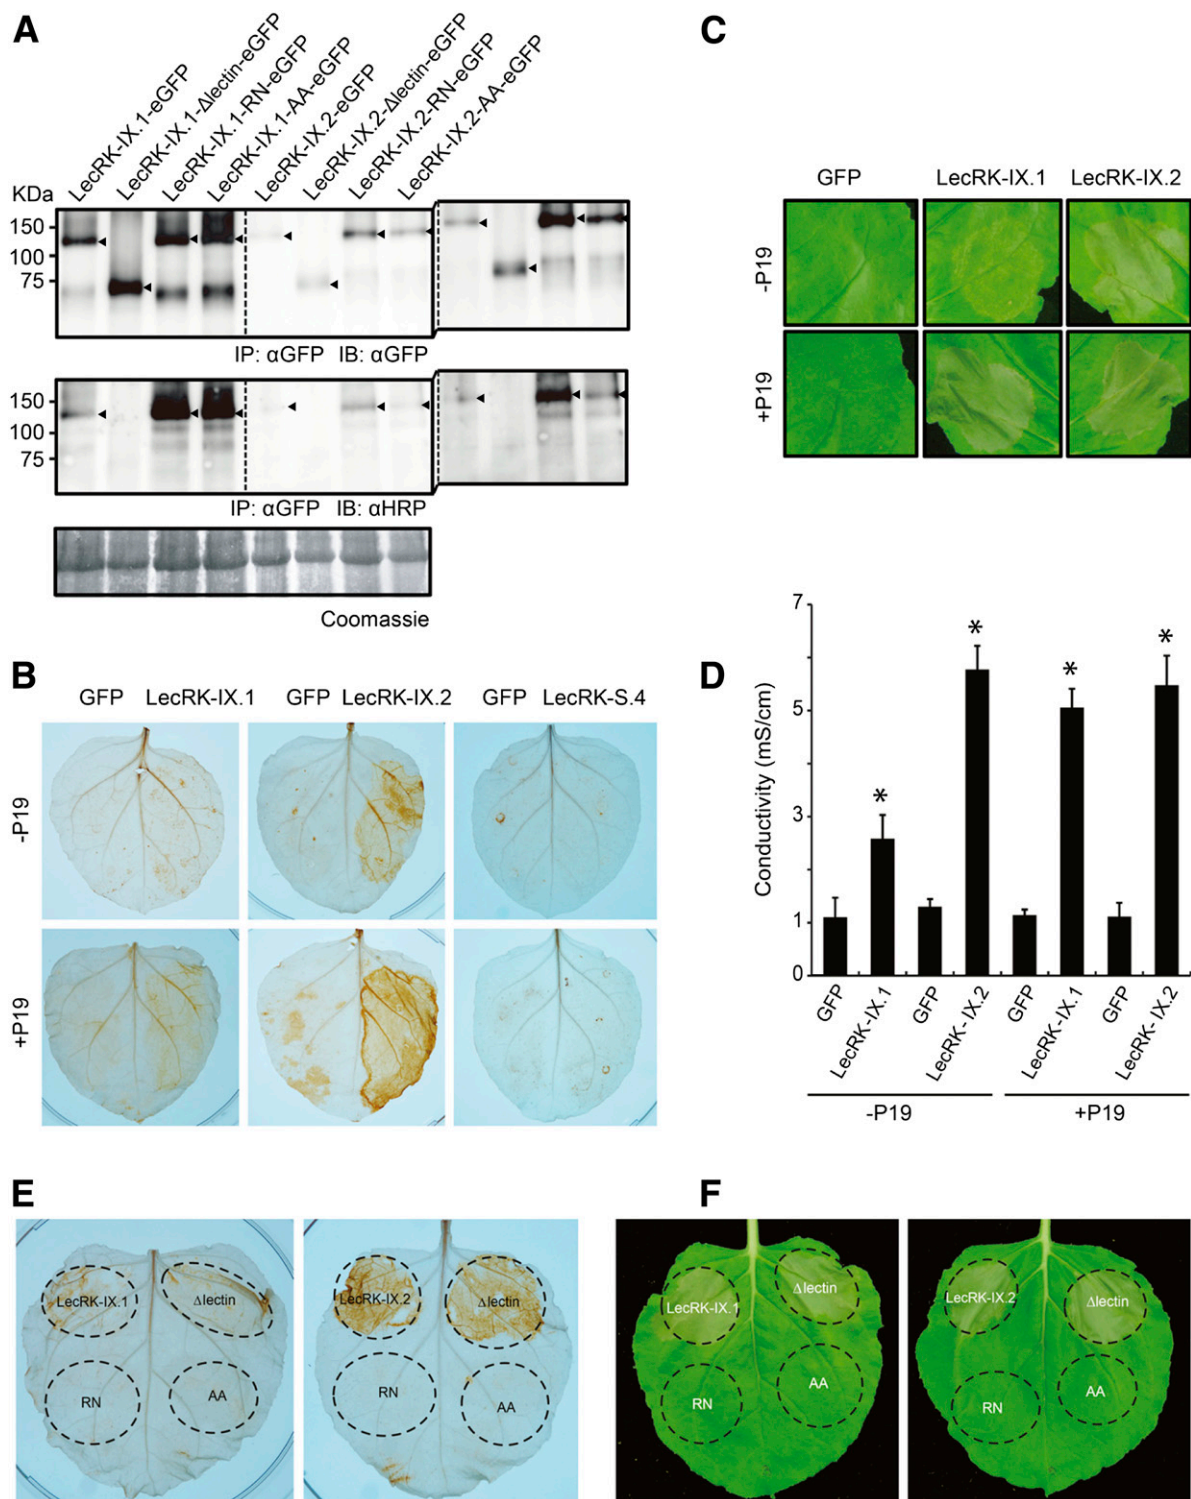 A
LecRK-IX.1-eGFP
LecRK-IX.1-Δlectin-eGFP
LecRK-IX.1-RN-eGFP
LecRK-IX.1-AA-eGFP
LecRK-IX.2-eGFP
LecRK-IX.2-Δlectin-eGFP
LecRK-IX.2-RN-eGFP
LecRK-IX.2-AA-eGFP
KDa
150
100
75
IP: αGFP IB: αGFP
150
100
75
IP: αGFP IB: αHRP
Coomassie
C
GFP LecRK-IX.1 LecRK-IX.2
-P19
+P19
B
GFP LecRK-IX.1 GFP LecRK-IX.2 GFP LecRK-S.4
-P19
+P19
D
Conductivity (mS/cm)
7
5
3
1
0
* * * *
GFP
LecRK-IX.1
GFP
LecRK-IX.2
GFP
LecRK-IX.1
GFP
LecRK-IX.2
-P19 +P19
E
LecRK-IX.1 Δlectin
RN AA
LecRK-IX.2 Δlectin
RN AA
F
LecRK-IX.1 Δlectin
RN AA
LecRK-IX.2 Δlectin
RN AA